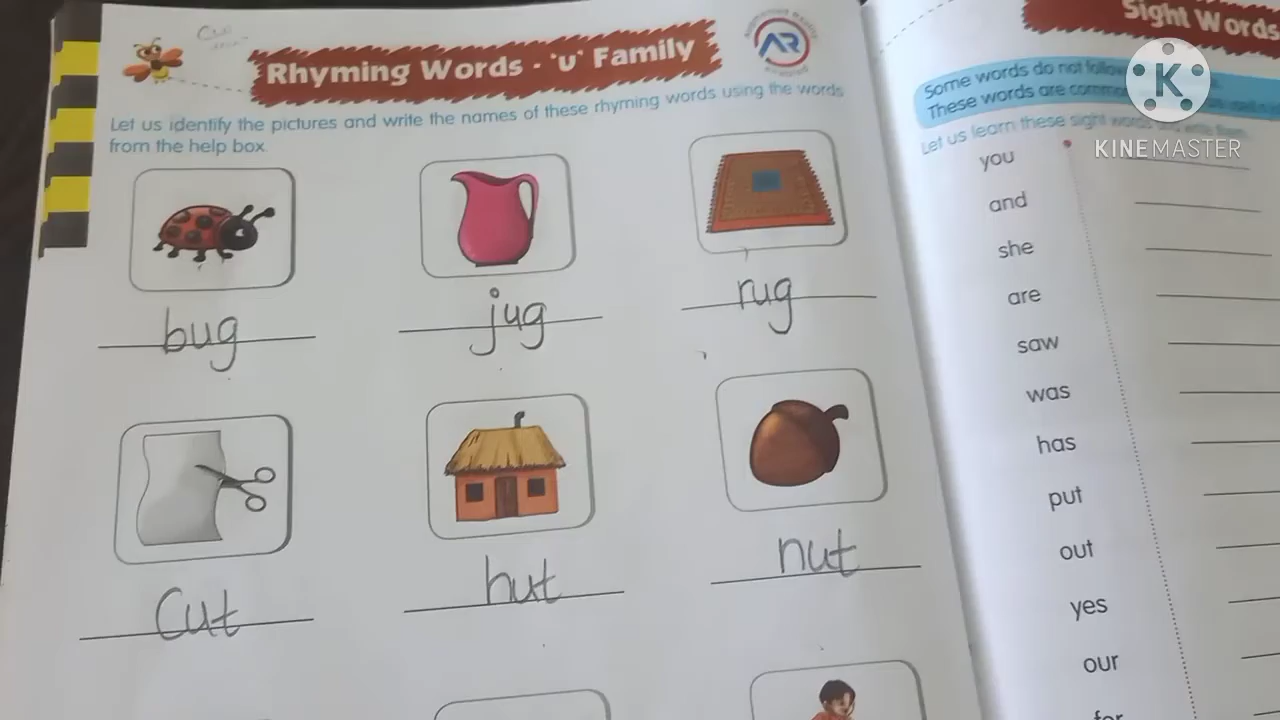 Rhyming Words - 'u' Family
AR
Let us identify the pictures and write the names of these rhyming words using the words
from the help box.
bug
jug
rug
Cut
hut
nut
Sight Words
Some words do not follow
These words are
Let us learn these sight words
you
and
she
are
saw
was
has
put
out
yes
our
for
K
KINEMASTER